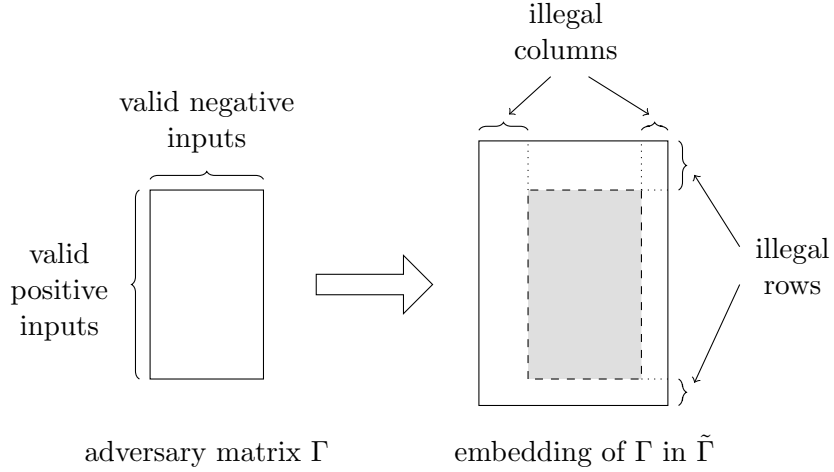 illegal
columns
valid negative
inputs
valid
positive
inputs
illegal
rows
adversary matrix Γ
embedding of Γ in Γ̃